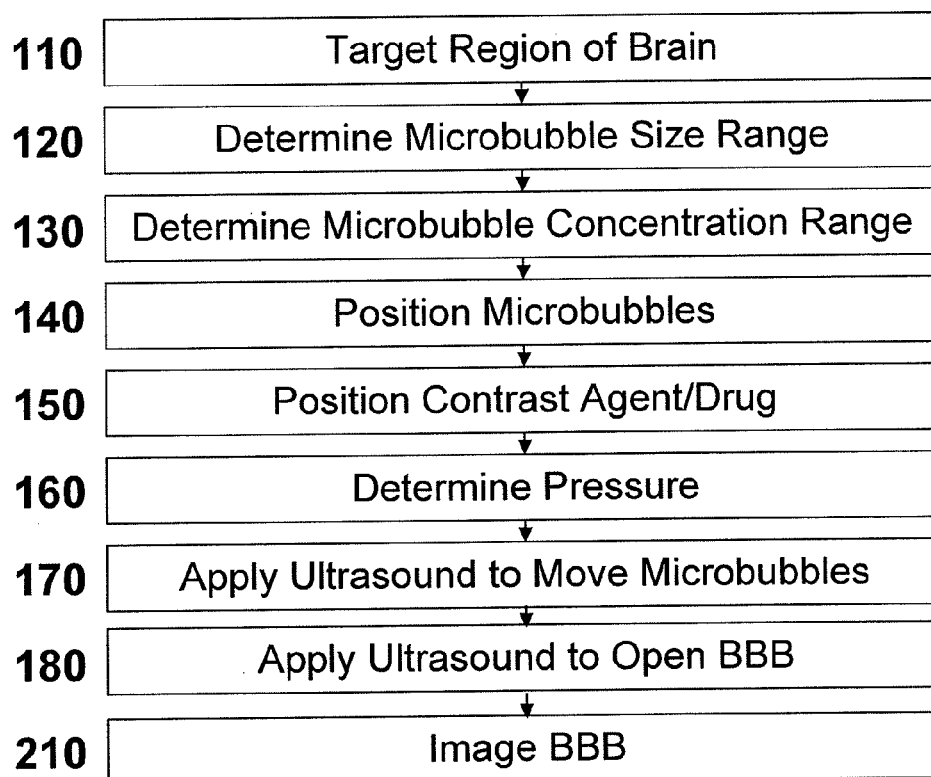 110 Target Region of Brain
120 Determine Microbubble Size Range
130 Determine Microbubble Concentration Range
140 Position Microbubbles
150 Position Contrast Agent/Drug
160 Determine Pressure
170 Apply Ultrasound to Move Microbubbles
180 Apply Ultrasound to Open BBB
210 Image BBB